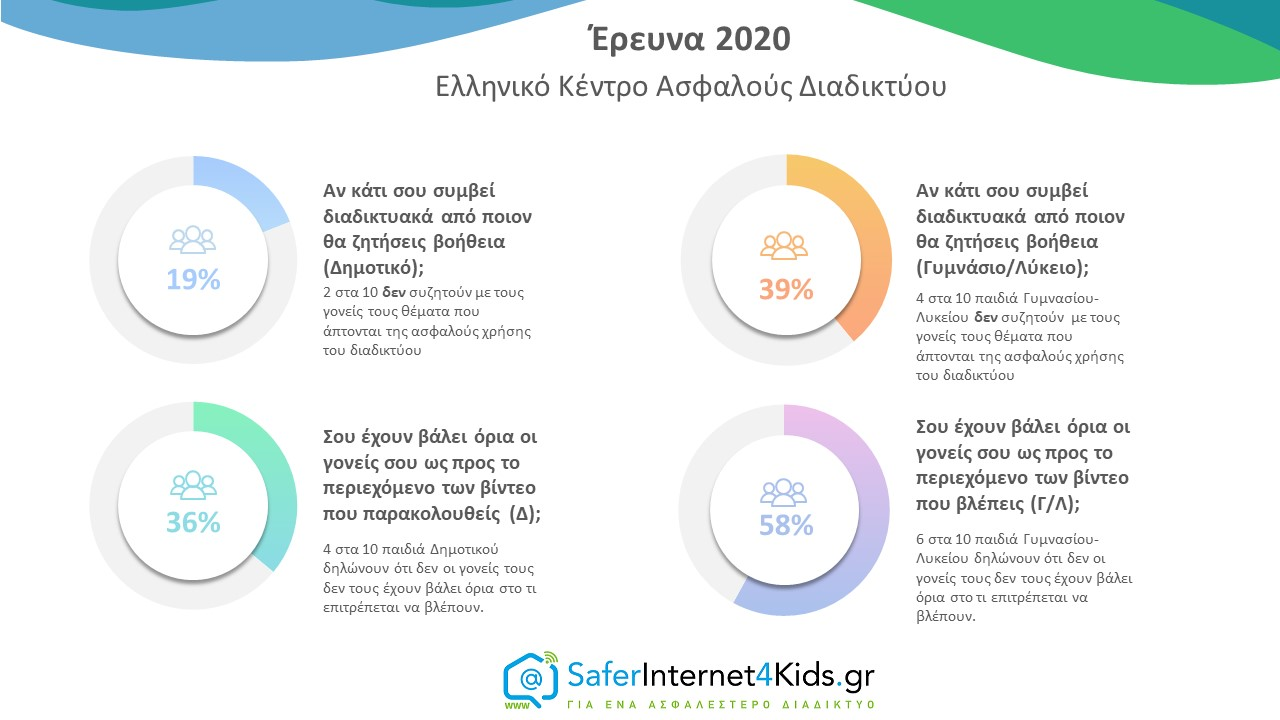 Έρευνα 2020
Ελληνικό Κέντρο Ασφαλούς Διαδικτύου
19%
Αν κάτι σου συμβεί
διαδικτυακά από ποιον
θα ζητήσεις βοήθεια
(Δημοτικό);
2 στα 10 δεν συζητούν με τους
γονείς τους θέματα που
άπτονται της ασφαλούς χρήσης
του διαδικτύου
39%
Αν κάτι σου συμβεί
διαδικτυακά από ποιον
θα ζητήσεις βοήθεια
(Γυμνάσιο/Λύκειο);
4 στα 10 παιδιά Γυμνασίου-
Λυκείου δεν συζητούν με τους
γονείς τους θέματα που
άπτονται της ασφαλούς χρήσης
του διαδικτύου
36%
Σου έχουν βάλει όρια οι
γονείς σου ως προς το
περιεχόμενο των βίντεο
που παρακολουθείς (Δ);
4 στα 10 παιδιά Δημοτικού
δηλώνουν ότι δεν οι γονείς τους
δεν τους έχουν βάλει όρια στο τι
επιτρέπεται να βλέπουν.
58%
Σου έχουν βάλει όρια οι
γονείς σου ως προς το
περιεχόμενο των βίντεο
που βλέπεις (Γ/Λ);
6 στα 10 παιδιά Γυμνασίου-
Λυκείου δηλώνουν ότι δεν οι
γονείς τους δεν τους έχουν βάλει
όρια στο τι επιτρέπεται να
βλέπουν.
@
www
SaferInternet4Kids.gr
ΓΙΑ ΕΝΑ ΑΣΦΑΛΕΣΤΕΡΟ ΔΙΑΔΙΚΤΥΟ